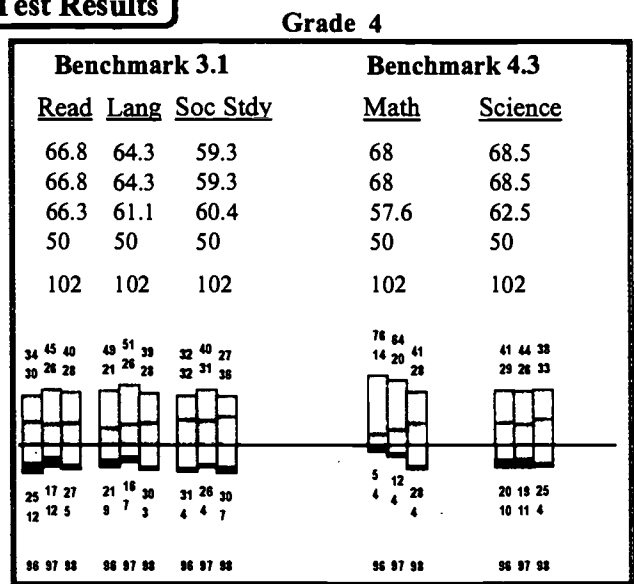 Test Results
Grade 4
Benchmark 3.1 Benchmark 4.3
Read Lang Soc Stdy Math Science
66.8 64.3 59.3 68 68.5
66.8 64.3 59.3 68 68.5
66.3 61.1 60.4 57.6 62.5
50 50 50 50 50
102 102 102 102 102
34 45 40 49 51 39 32 40 27 76 64 41 41 44 38
30 26 28 21 26 28 32 31 36 14 20 28 29 26 33
25 17 27 21 16 30 31 26 30 5 12 28 20 19 25
12 12 5 9 7 3 4 4 7 4 4 4 10 11 4
96 97 98 96 97 98 96 97 98 96 97 98 96 97 98